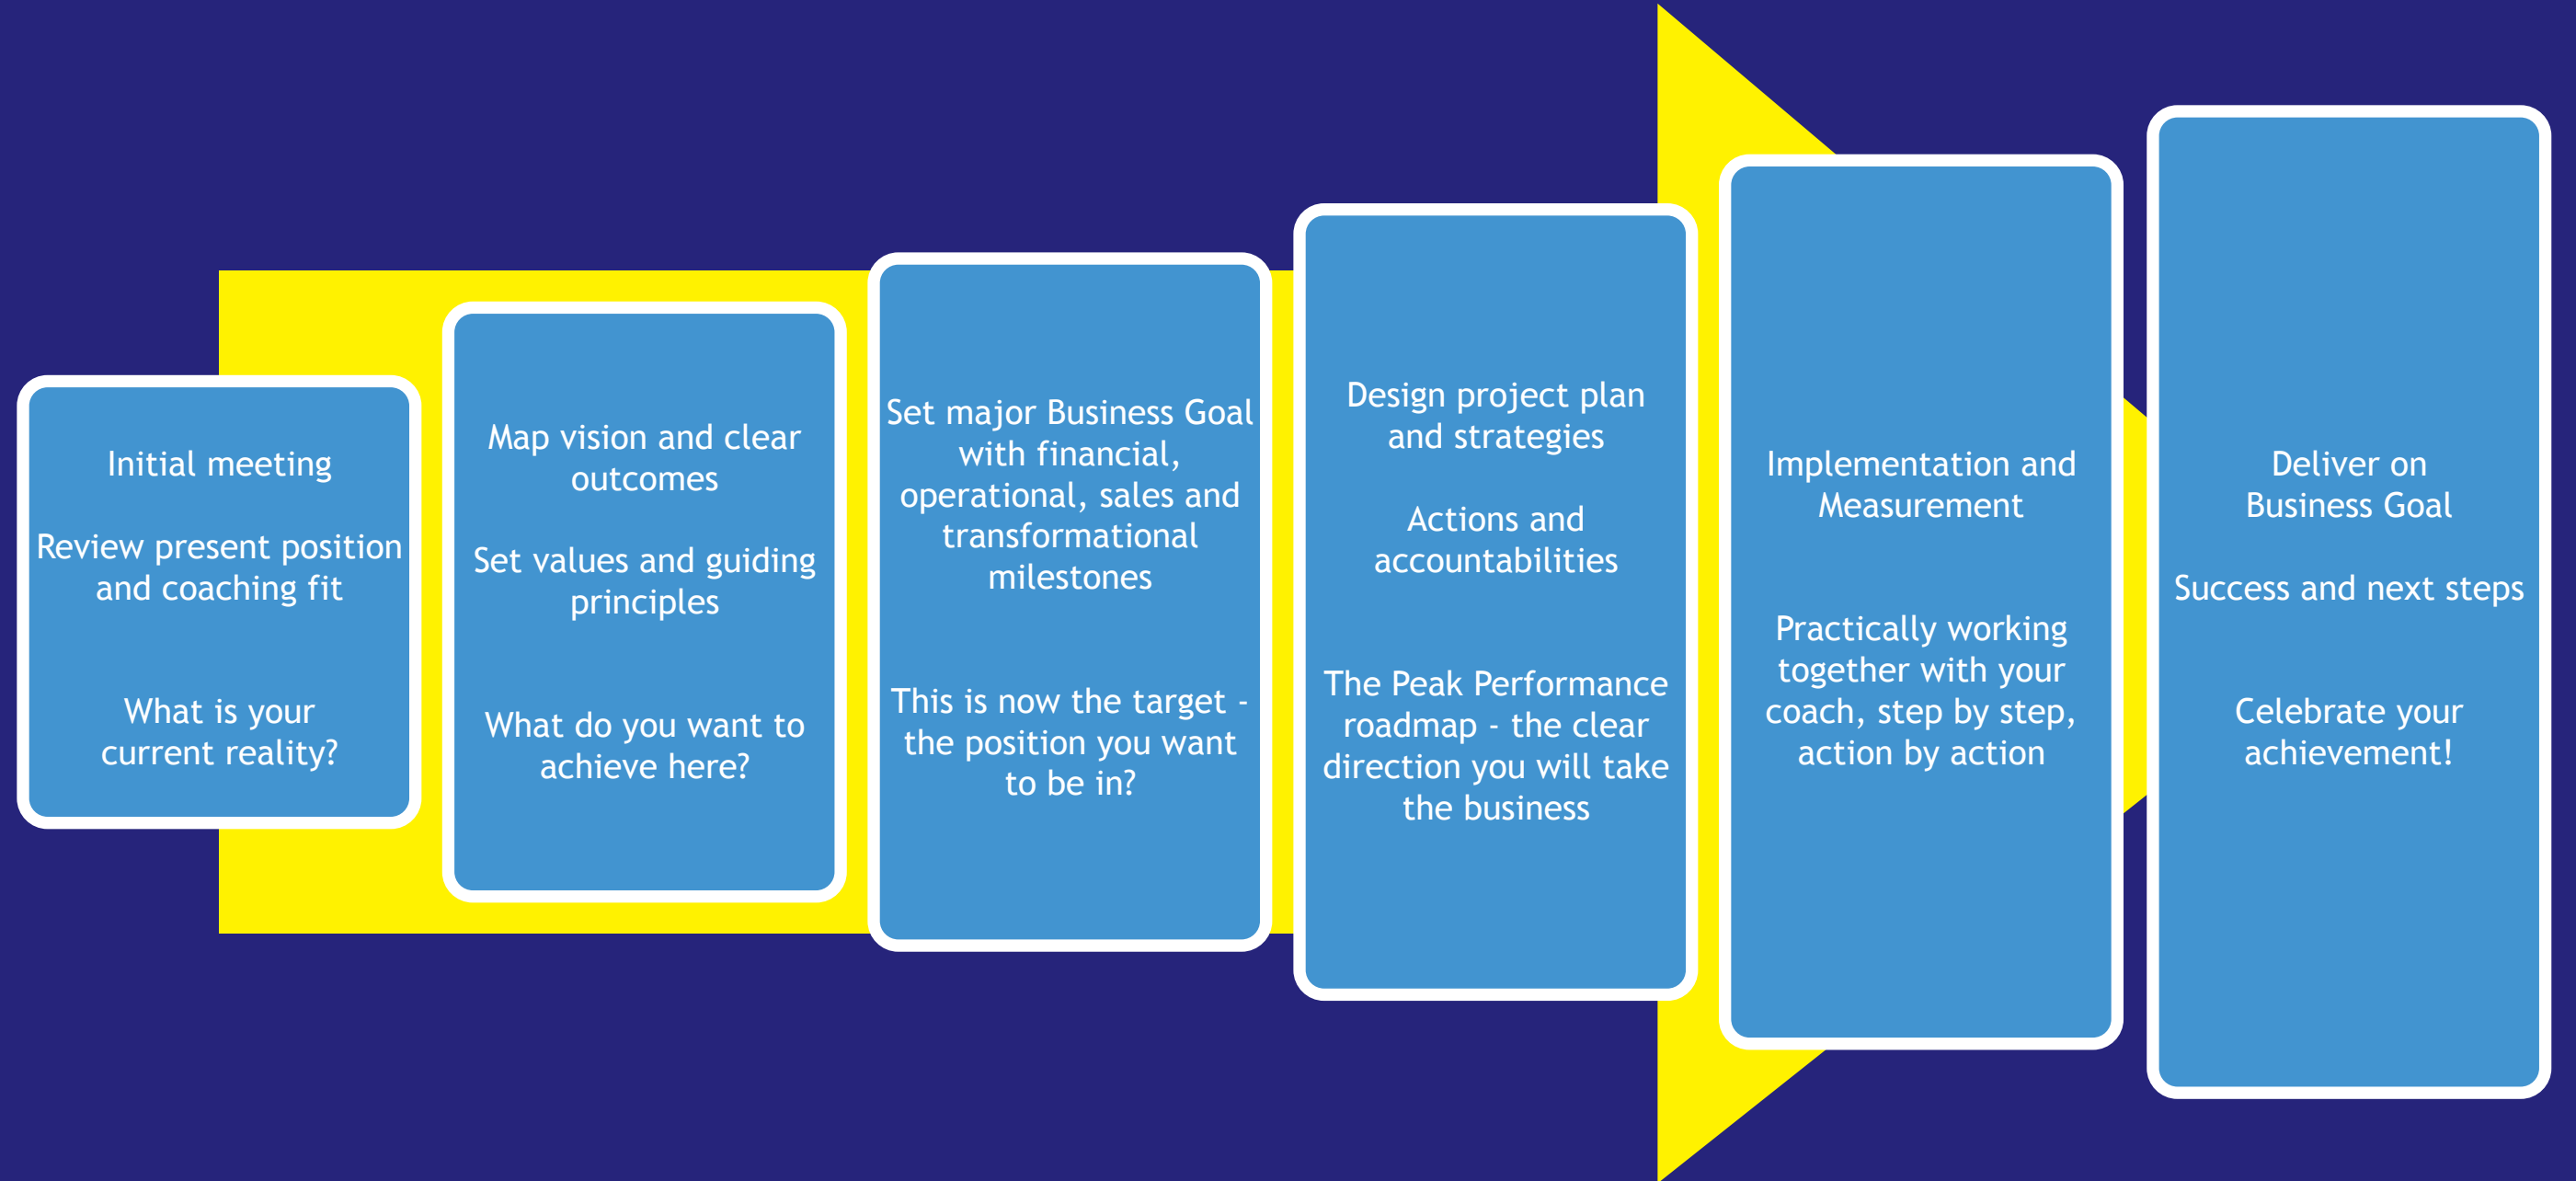 Initial meeting
Review present position
and coaching fit
What is your
current reality?
Map vision and clear
outcomes
Set values and guiding
principles
What do you want to
achieve here?
Set major Business Goal
with financial,
operational, sales and
transformational
milestones
This is now the target -
the position you want
to be in?
Design project plan
and strategies
Actions and
accountabilities
The Peak Performance
roadmap - the clear
direction you will take
the business
Implementation and
Measurement
Practically working
together with your
coach, step by step,
action by action
Deliver on
Business Goal
Success and next steps
Celebrate your
achievement!